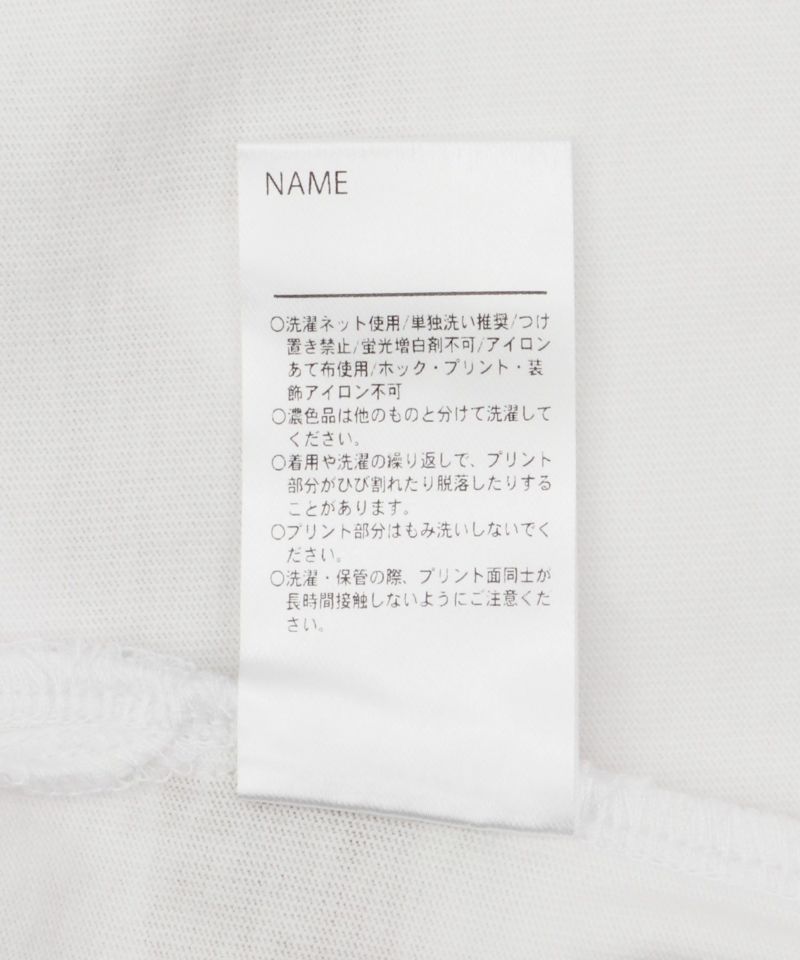 NAME
○洗濯ネット使用/単独洗い推奨/つけ
置き禁止/蛍光増白剤不可/アイロン
あて布使用/ホック・プリント・装
飾アイロン不可
○濃色品は他のものと分けて洗濯して
ください。
○着用や洗濯の繰り返しで、プリント
部分がひび割れたり脱落したりする
ことがあります。
○プリント部分はもみ洗いしないでく
ださい。
○洗濯・保管の際、プリント面同士が
長時間接触しないようにご注意くだ
さい。